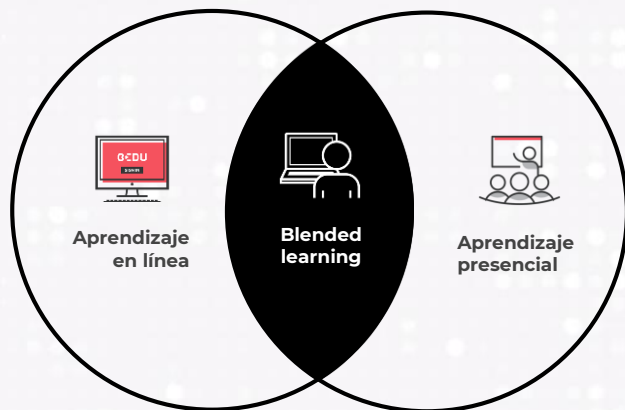 BEDU
Aprendizaje
en línea
Blended
learning
Aprendizaje
presencial